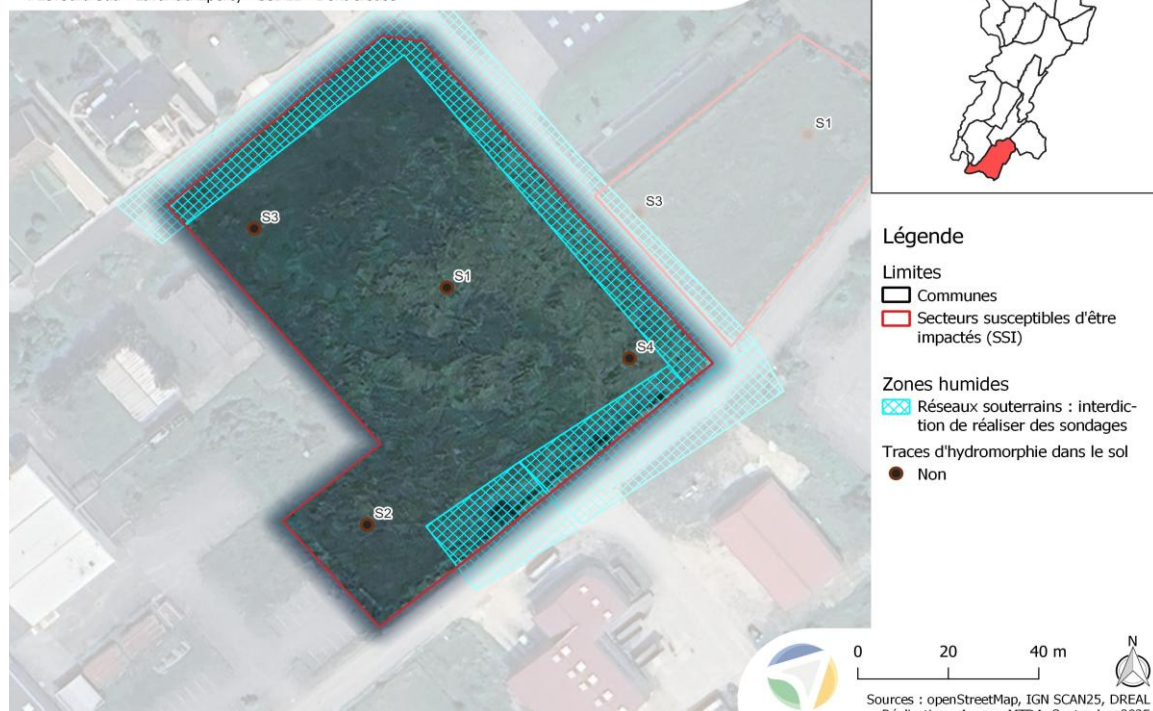 S1
S3
S3
S1
S4
S2
Légende
Limites
Communes
Secteurs susceptibles d'être
impactés (SSI)
Zones humides
Réseaux souterrains : interdic-
tion de réaliser des sondages
Traces d'hydromorphie dans le sol
Non
0 20 40 m
N
Sources : openStreetMap, IGN SCAN25, DREAL